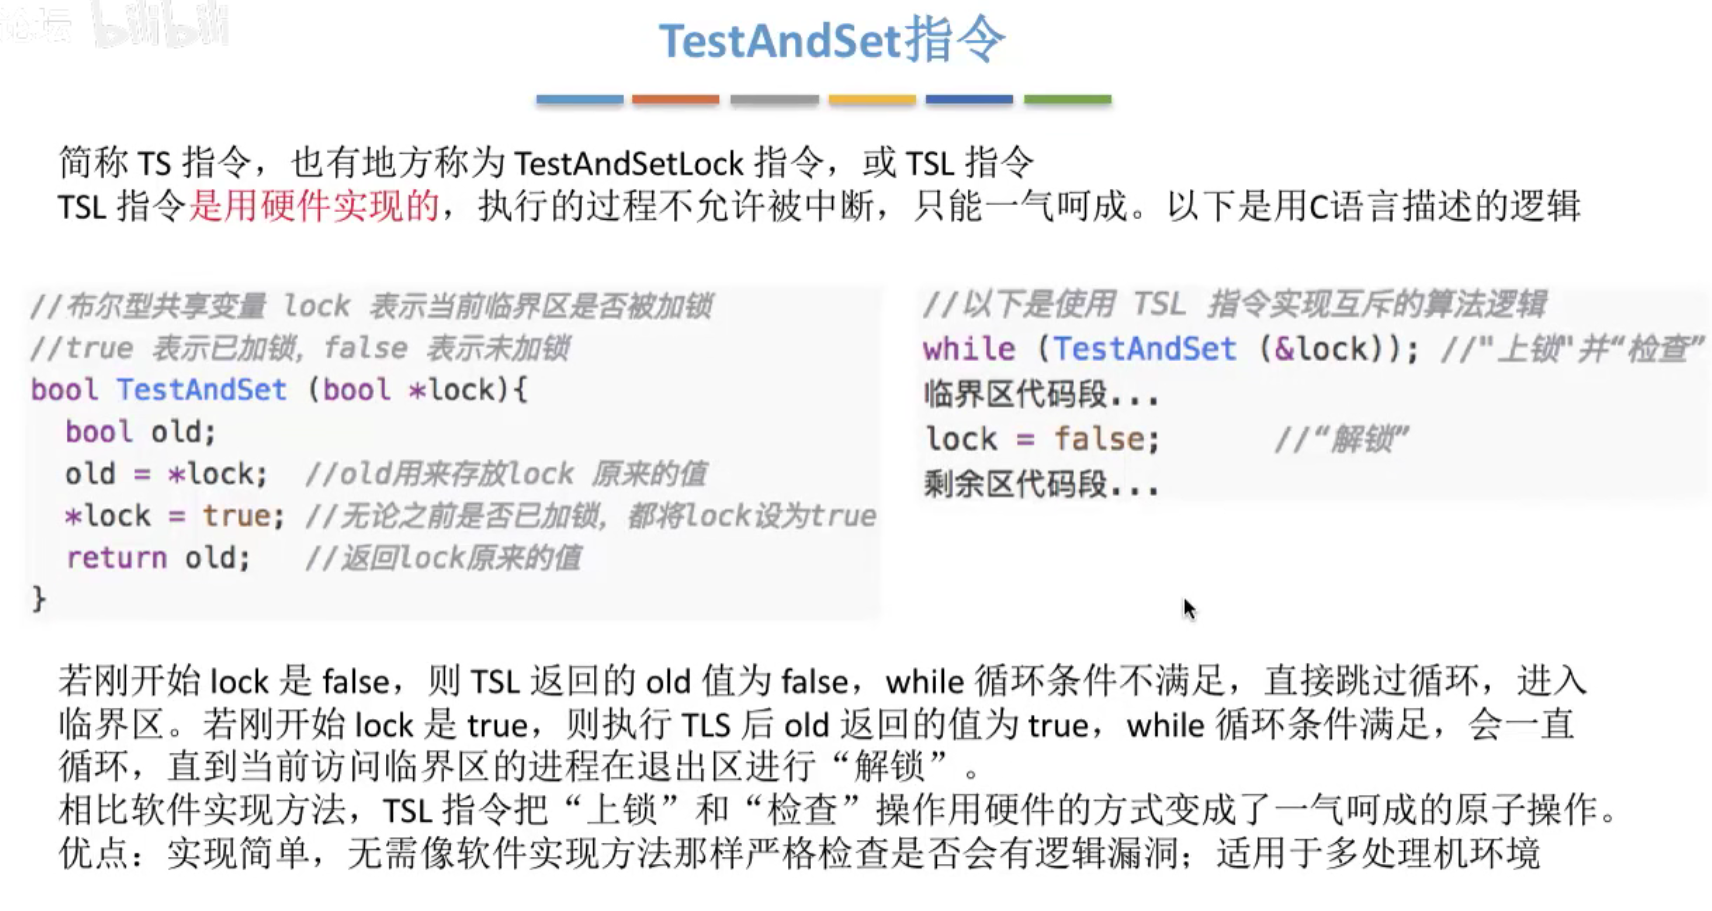 论坛 bilibili
TestAndSet指令
简称 TS 指令，也有地方称为 TestAndSetLock 指令，或 TSL 指令
TSL 指令是用硬件实现的，执行的过程不允许被中断，只能一气呵成。以下是用C语言描述的逻辑
//布尔型共享变量 lock 表示当前临界区是否被加锁
//true 表示已加锁，false 表示未加锁
bool TestAndSet (bool *lock){
  bool old;
  old = *lock;  //old用来存放lock 原来的值
  *lock = true; //无论之前是否已加锁，都将lock设为true
  return old;   //返回lock原来的值
}
//以下是使用 TSL 指令实现互斥的算法逻辑
while (TestAndSet (&lock)); //"上锁"并“检查”
临界区代码段...
lock = false;      //“解锁”
剩余区代码段...
若刚开始 lock 是 false，则 TSL 返回的 old 值为 false，while 循环条件不满足，直接跳过循环，进入
临界区。若刚开始 lock 是 true，则执行 TLS 后 old 返回的值为 true，while 循环条件满足，会一直
循环，直到当前访问临界区的进程在退出区进行“解锁”。
相比软件实现方法，TSL 指令把“上锁”和“检查”操作用硬件的方式变成了一气呵成的原子操作。
优点：实现简单，无需像软件实现方法那样严格检查是否会有逻辑漏洞；适用于多处理机环境